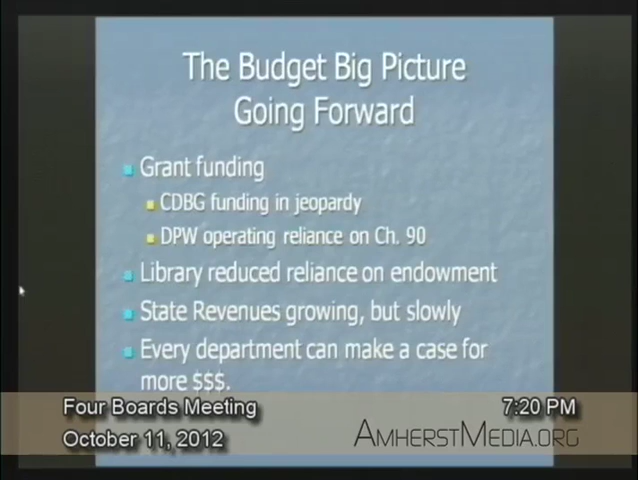 The Budget Big Picture
Going Forward
Grant funding
CDBG funding in jeopardy
DPW operating reliance on Ch. 90
Library reduced reliance on endowment
State Revenues growing, but slowly
Every department can make a case for
more $$$.
Four Boards Meeting
7:20 PM
October 11, 2012
AMHERSTMEDIA.ORG